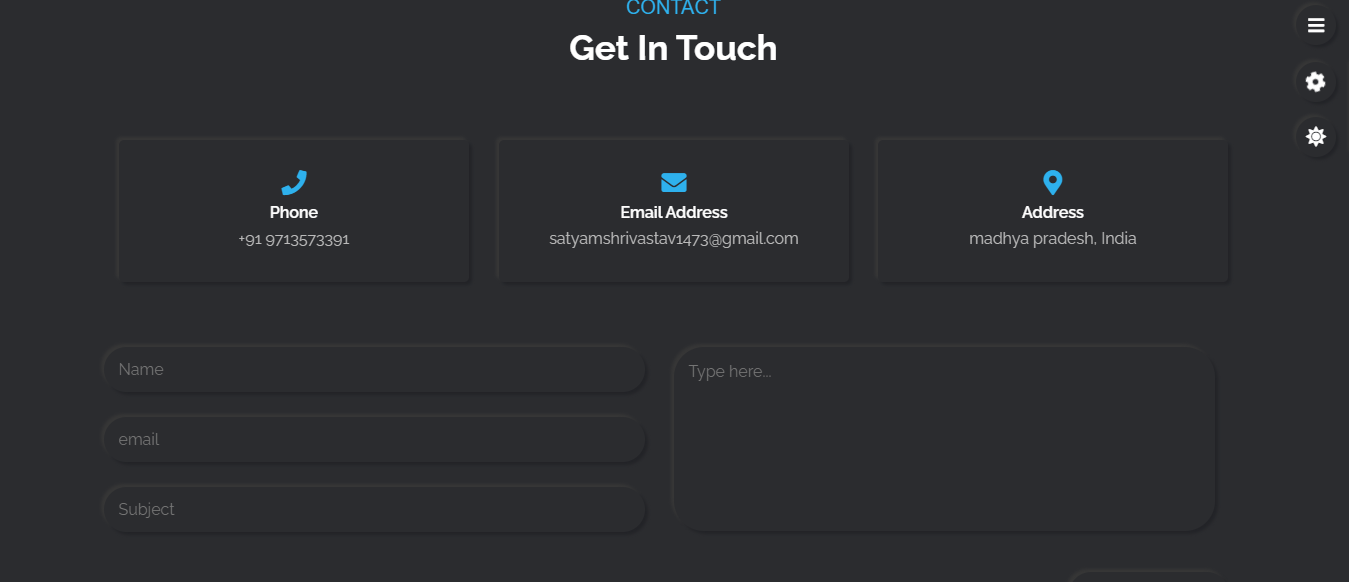 CONTACT
Get In Touch
Phone
+91 9713573391
Email Address
satyamshrivastav1473@gmail.com
Address
madhya pradesh, India
Name
email
Subject
Type here...